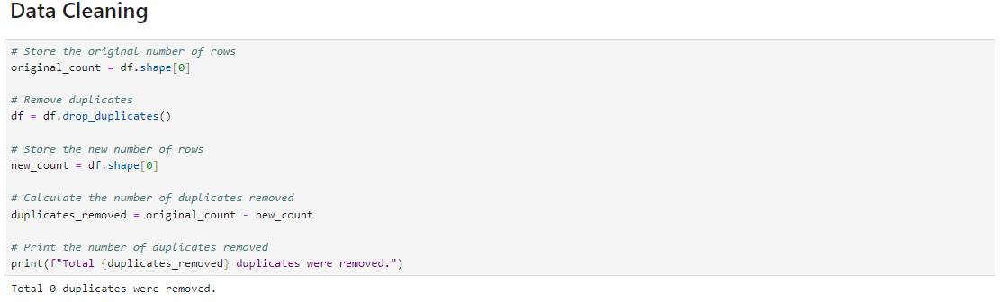 Data Cleaning
# Store the original number of rows
original_count = df.shape[0]
# Remove duplicates
df = df.drop_duplicates()
# Store the new number of rows
new_count = df.shape[0]
# Calculate the number of duplicates removed
duplicates_removed = original_count - new_count
# Print the number of duplicates removed
print(f"Total {duplicates_removed} duplicates were removed.")
Total 0 duplicates were removed.